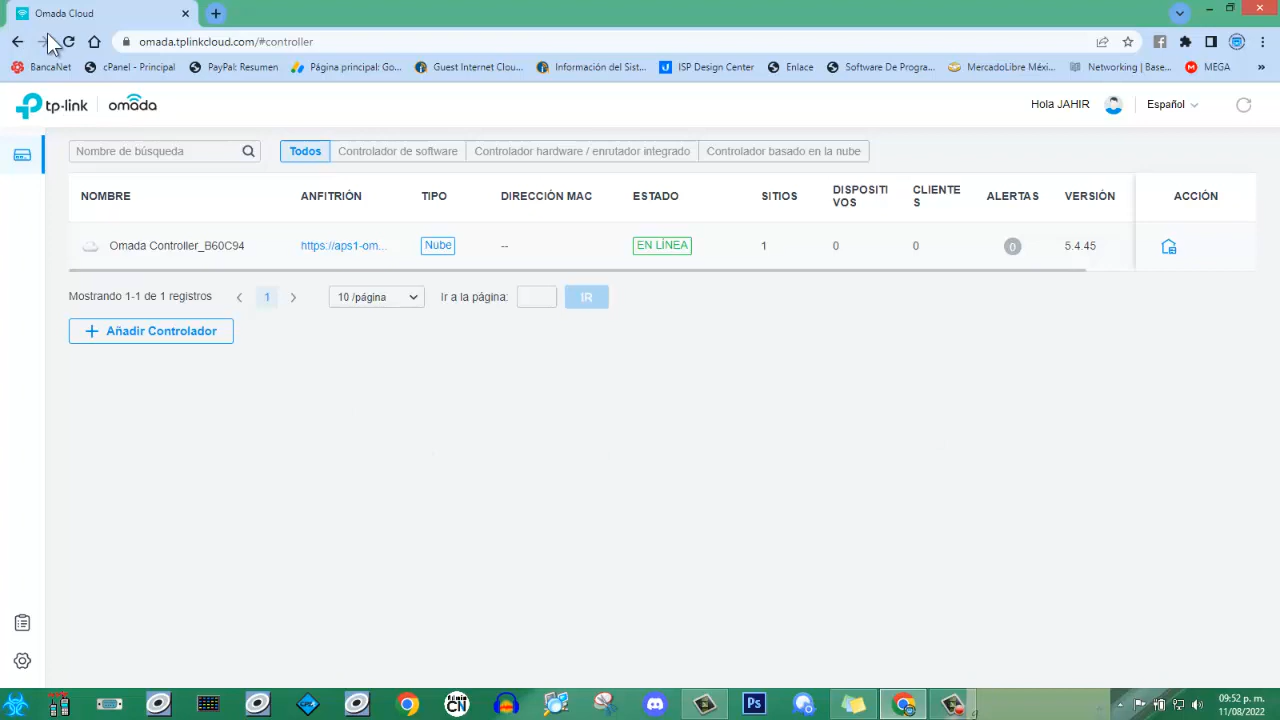 Omada Cloud
omada.tplinkcloud.com/#controller
BancaNet cPanel - Principal PayPal: Resumen Página principal: Go... Guest Internet Clou... Información del Sist... ISP Design Center Enlace Software De Progra... MercadoLibre Méxi... Networking | Base... MEGA »
tp-link omada Hola JAHIR Español
Nombre de búsqueda Todos Controlador de software Controlador hardware / enrutador integrado Controlador basado en la nube
NOMBRE ANFITRIÓN TIPO DIRECCIÓN MAC ESTADO SITIOS DISPOSITI
VOS CLIENTE
S ALERTAS VERSIÓN ACCIÓN
Omada Controller_B60C94 https://aps1-om... Nube -- EN LÍNEA 1 0 0 0 5.4.45
Mostrando 1-1 de 1 registros 1 10 /página Ir a la página: IR
+ Añadir Controlador
CN Ps 09:52 p. m.
11/08/2022